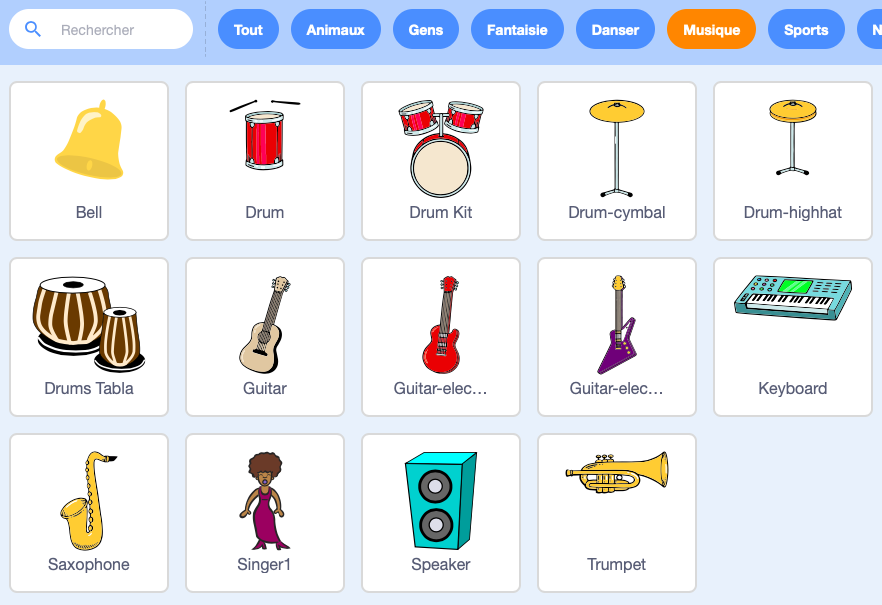 Rechercher
Tout
Animaux
Gens
Fantaisie
Danser
Musique
Sports
N
Bell
Drum
Drum Kit
Drum-cymbal
Drum-highhat
Drums Tabla
Guitar
Guitar-elec...
Guitar-elec...
Keyboard
Saxophone
Singer1
Speaker
Trumpet